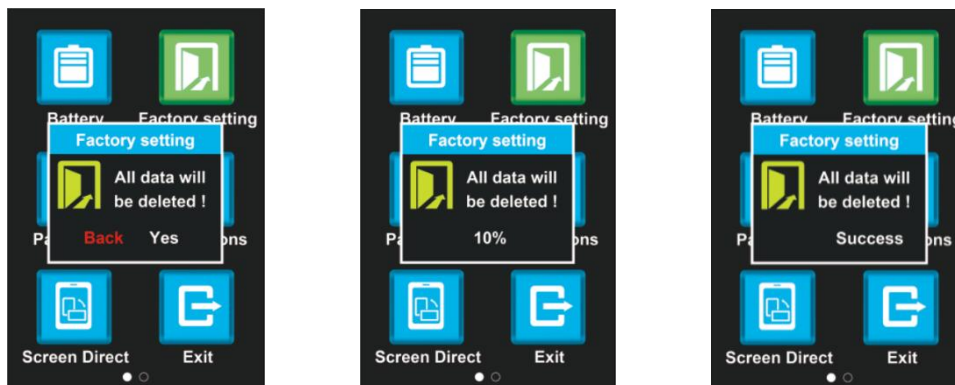 Battery
Factory setting
Factory setting
All data will
be deleted !
Back Yes
Screen Direct
Exit
Battery
Factory setting
Factory setting
All data will
be deleted !
10%
Screen Direct
Exit
Battery
Factory setting
Factory setting
All data will
be deleted !
Success
Screen Direct
Exit